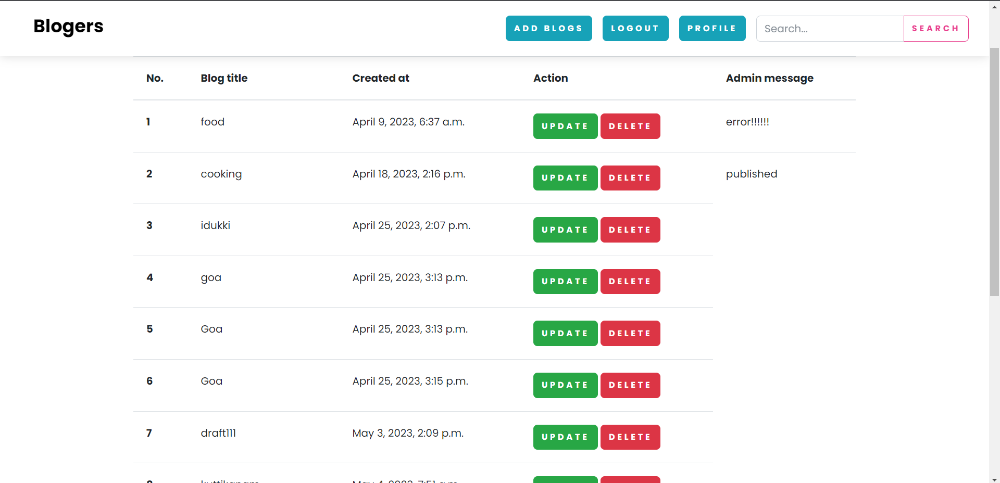 Blogers ADD BLOGS LOGOUT PROFILE Search... SEARCH
No. Blog title Created at Action Admin message
1 food April 9, 2023, 6:37 a.m. UPDATE DELETE error!!!!!!
2 cooking April 18, 2023, 2:16 p.m. UPDATE DELETE published
3 idukki April 25, 2023, 2:07 p.m. UPDATE DELETE
4 goa April 25, 2023, 3:13 p.m. UPDATE DELETE
5 Goa April 25, 2023, 3:13 p.m. UPDATE DELETE
6 Goa April 25, 2023, 3:15 p.m. UPDATE DELETE
7 draft111 May 3, 2023, 2:09 p.m. UPDATE DELETE